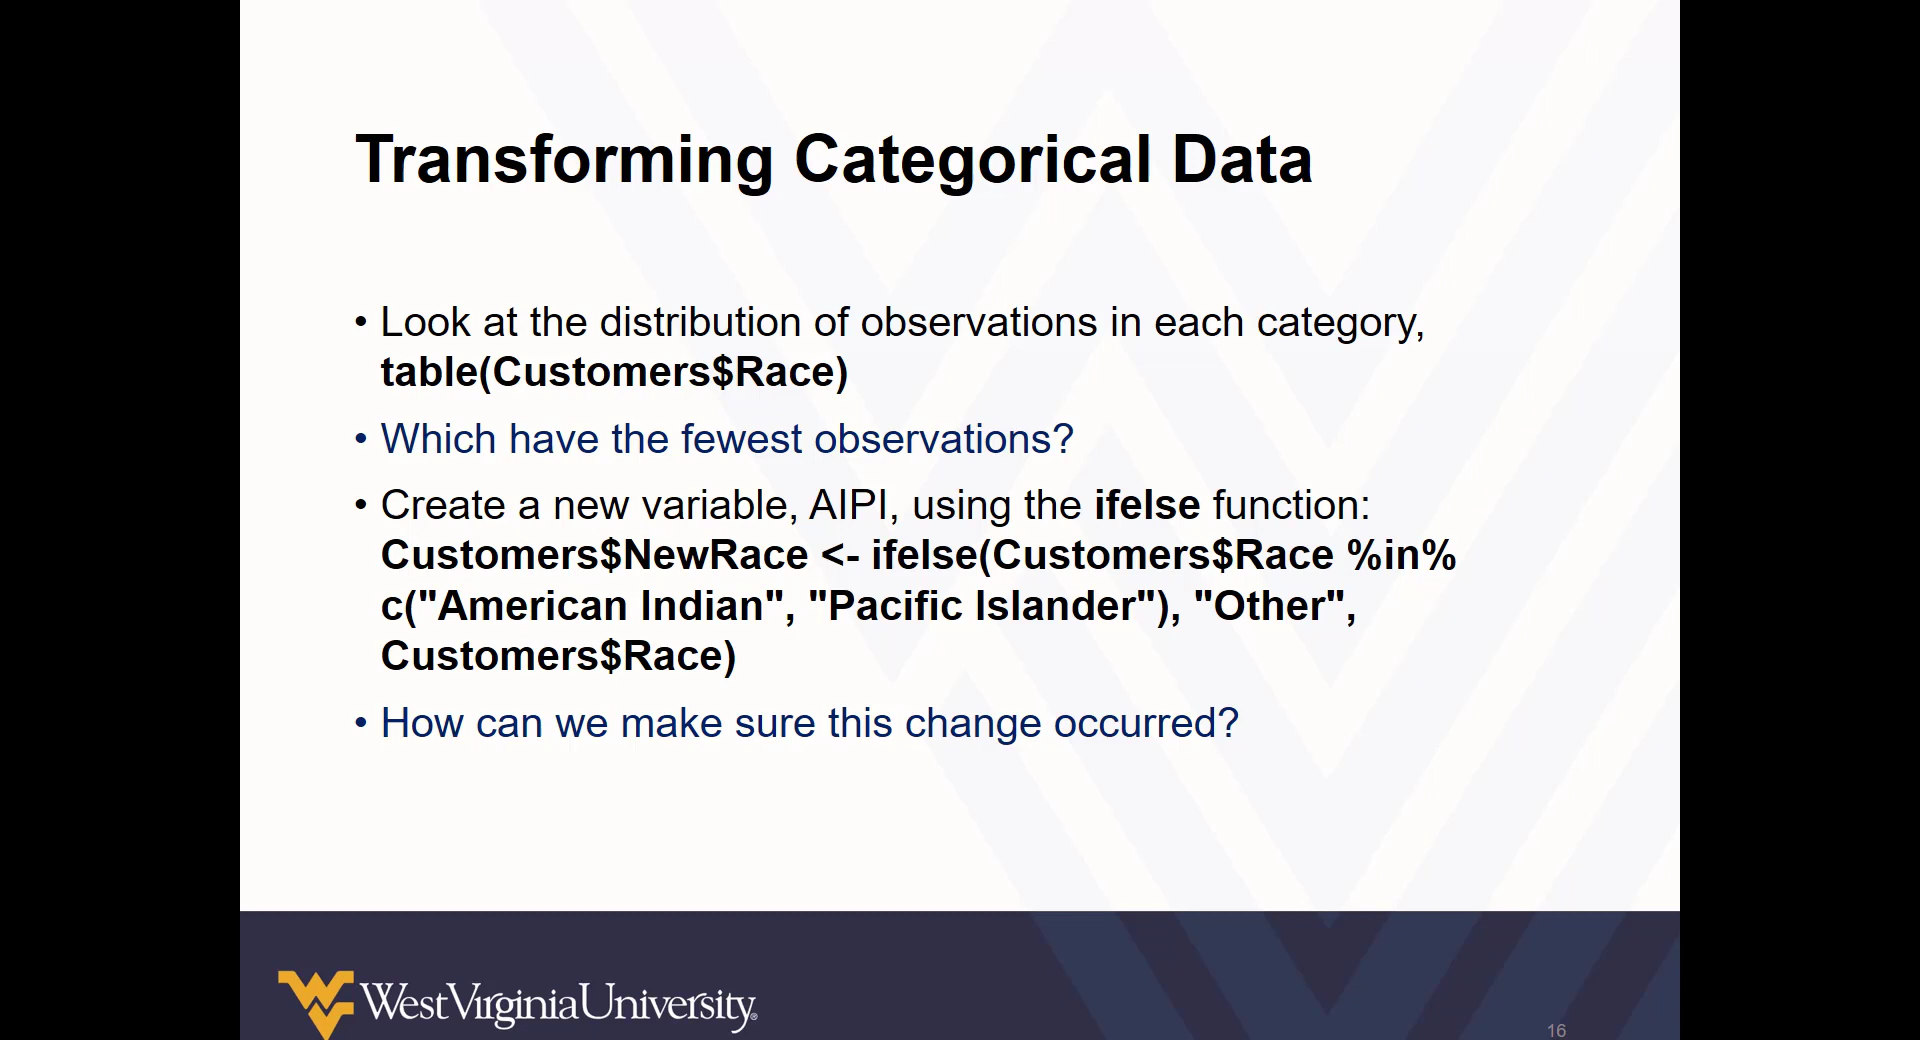 Transforming Categorical Data
• Look at the distribution of observations in each category,
table(Customers$Race)
• Which have the fewest observations?
• Create a new variable, AIPI, using the ifelse function:
Customers$NewRace <- ifelse(Customers$Race %in%
c("American Indian", "Pacific Islander"), "Other",
Customers$Race)
• How can we make sure this change occurred?
WestVirginiaUniversity®
16